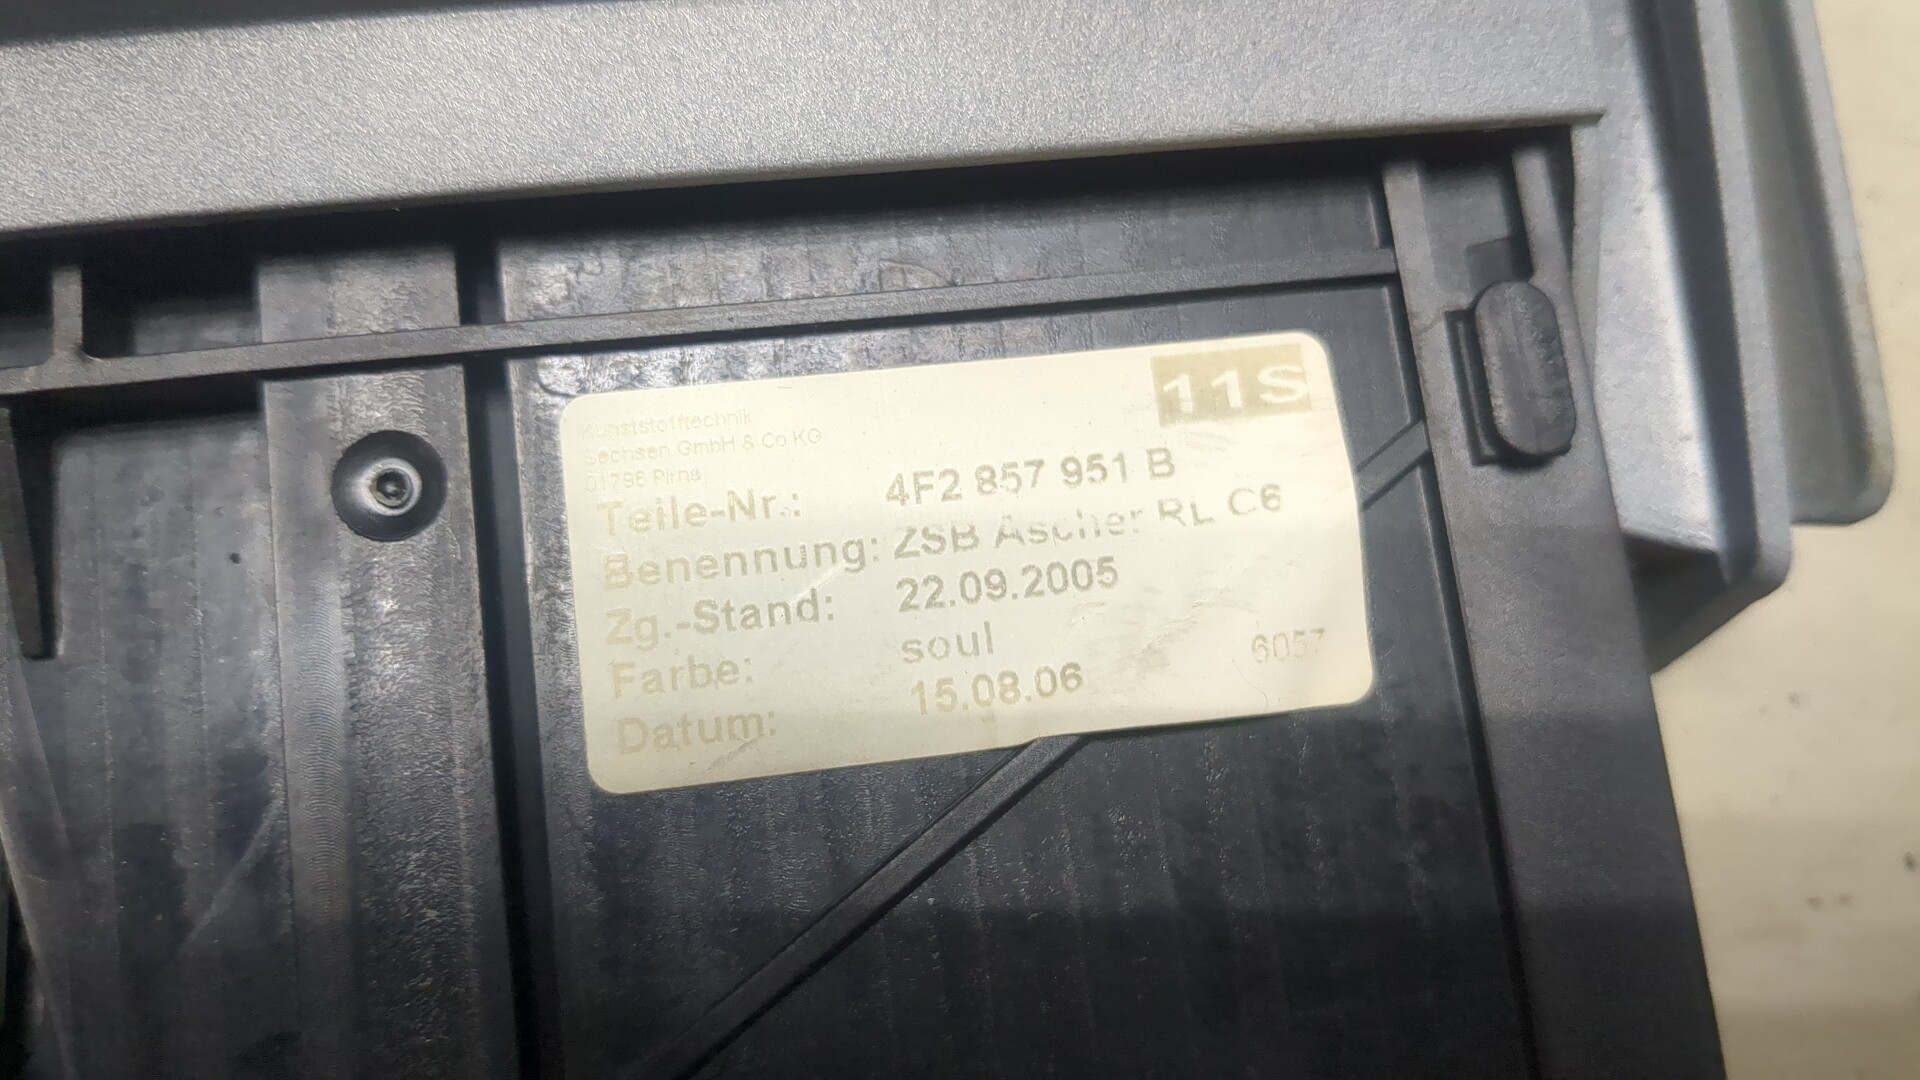 Kunststofftechnik
Sechsen GmbH & Co KG
01796 Pirna
11S
Teile-Nr.: 4F2 857 951 B
Benennung: ZSB Ascher RL C6
Zg.-Stand: 22.09.2005
Farbe: soul
Datum: 15.08.06
6057